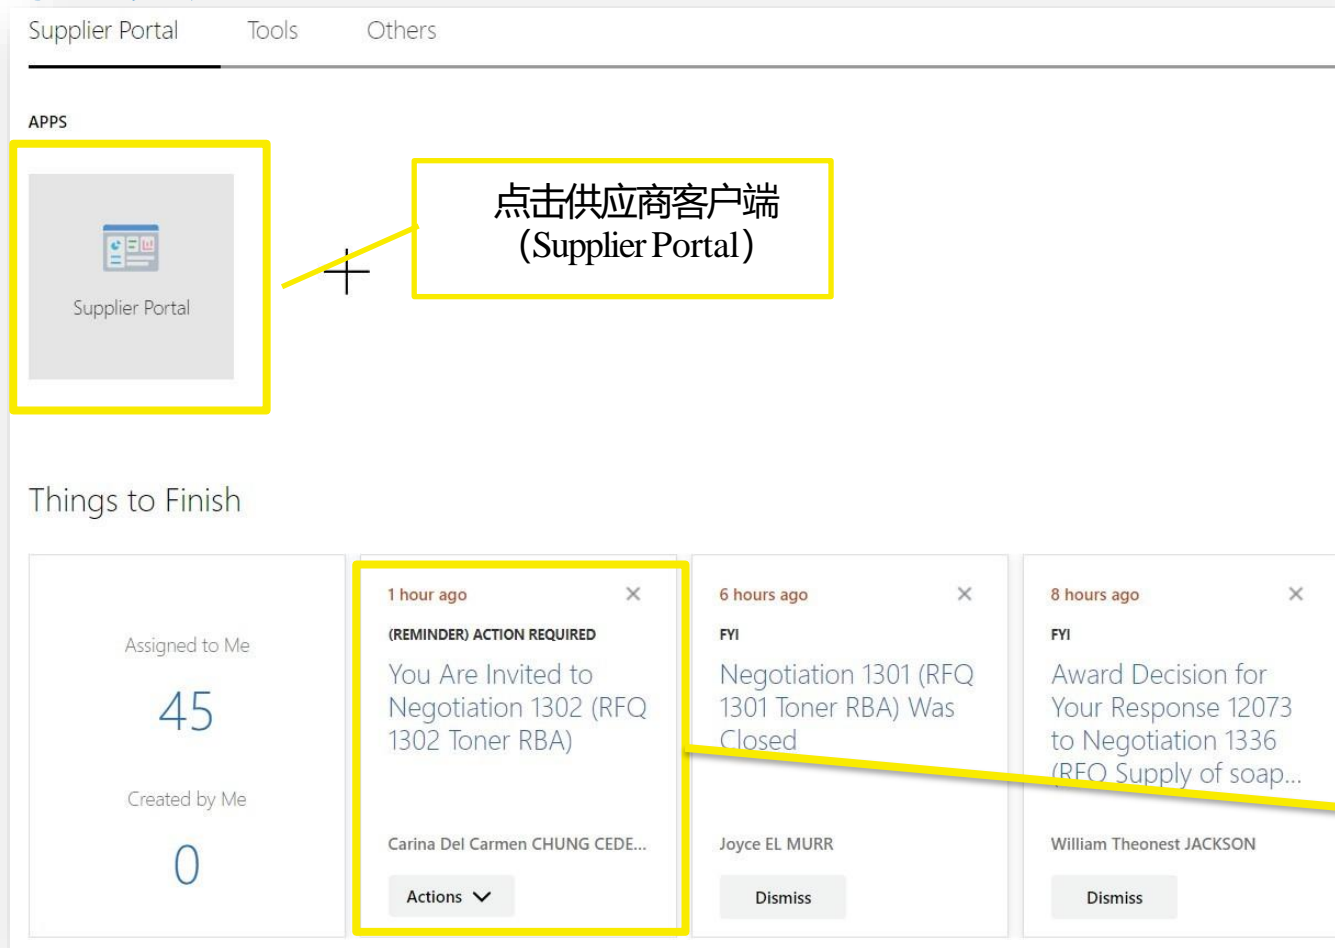 Supplier Portal Tools Others
APPS
点击供应商客户端
（Supplier Portal）
Supplier Portal
Things to Finish
Assigned to Me
45
Created by Me
0
1 hour ago
(REMINDER) ACTION REQUIRED
You Are Invited to
Negotiation 1302 (RFQ
1302 Toner RBA)
Carina Del Carmen CHUNG CEDE...
Actions
6 hours ago
FYI
Negotiation 1301 (RFQ
1301 Toner RBA) Was
Closed
Joyce EL MURR
Dismiss
8 hours ago
FYI
Award Decision for
Your Response 12073
to Negotiation 1336
(RFQ Supply of soap...
William Theonest JACKSON
Dismiss